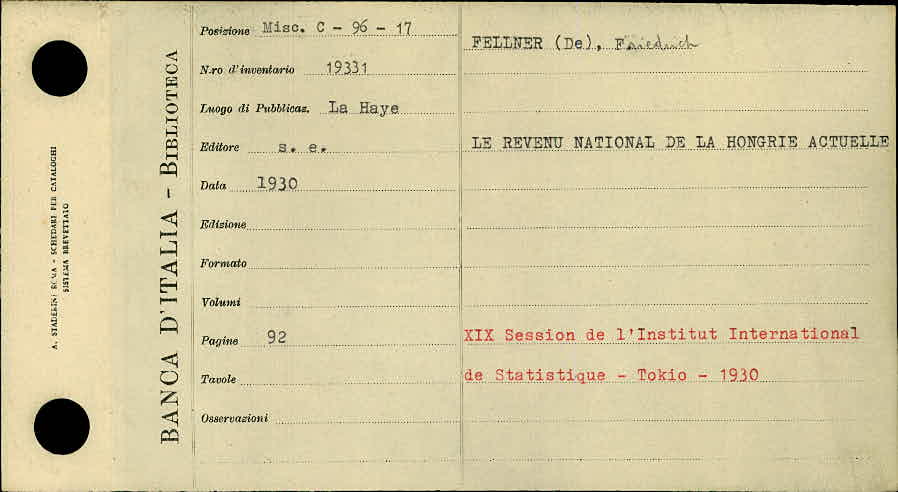 A. STADERINI ROMA - SCHEDARI PER CATALOGHI
SISTEMA BREVETTATO
BANCA D'ITALIA - BIBLIOTECA
Posizione Misc. C - 96 - 17
N.ro d'inventario 19331
Luogo di Pubblicaz. La Haye
Editore s. e.
Data 1930
Edizione
Formato
Volumi
Pagine 92
Tavole
Osservazioni
FELLNER (De), Friedrich
LE REVENU NATIONAL DE LA HONGRIE ACTUELLE
XIX Session de l'Institut International
de Statistique - Tokio - 1930